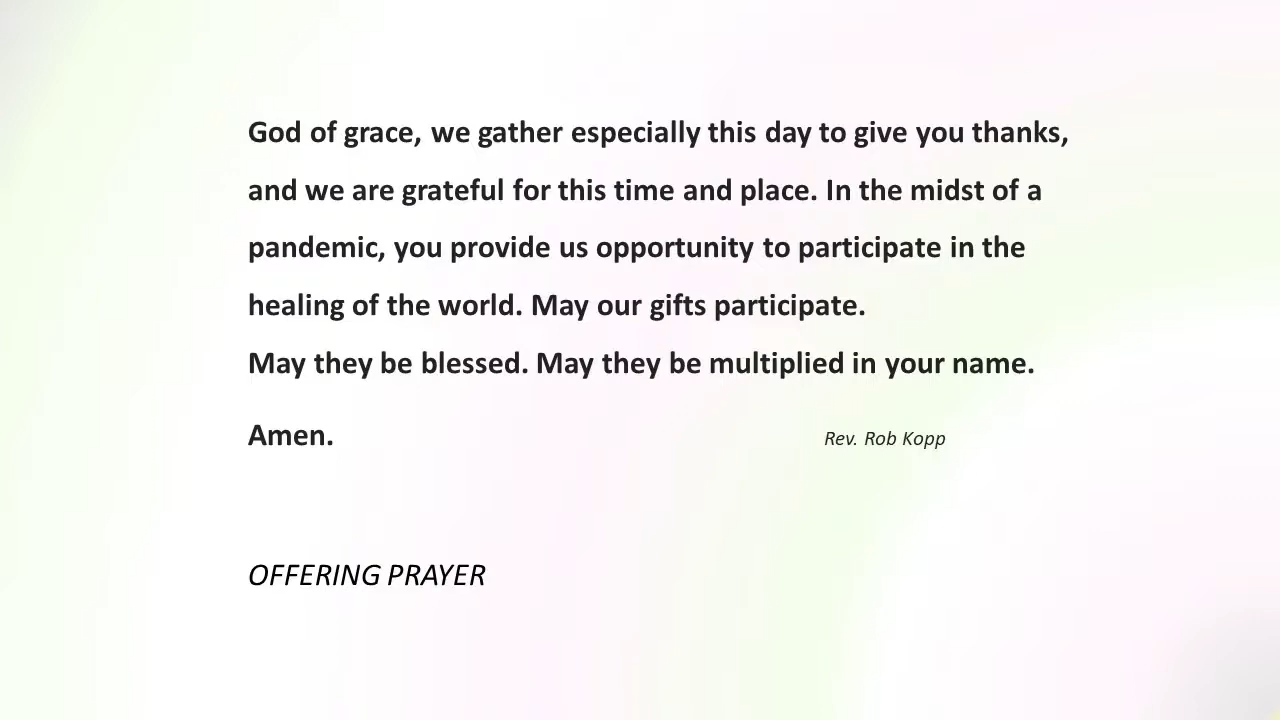 God of grace, we gather especially this day to give you thanks,
and we are grateful for this time and place. In the midst of a
pandemic, you provide us opportunity to participate in the
healing of the world. May our gifts participate.
May they be blessed. May they be multiplied in your name.
Amen.
Rev. Rob Kopp
OFFERING PRAYER